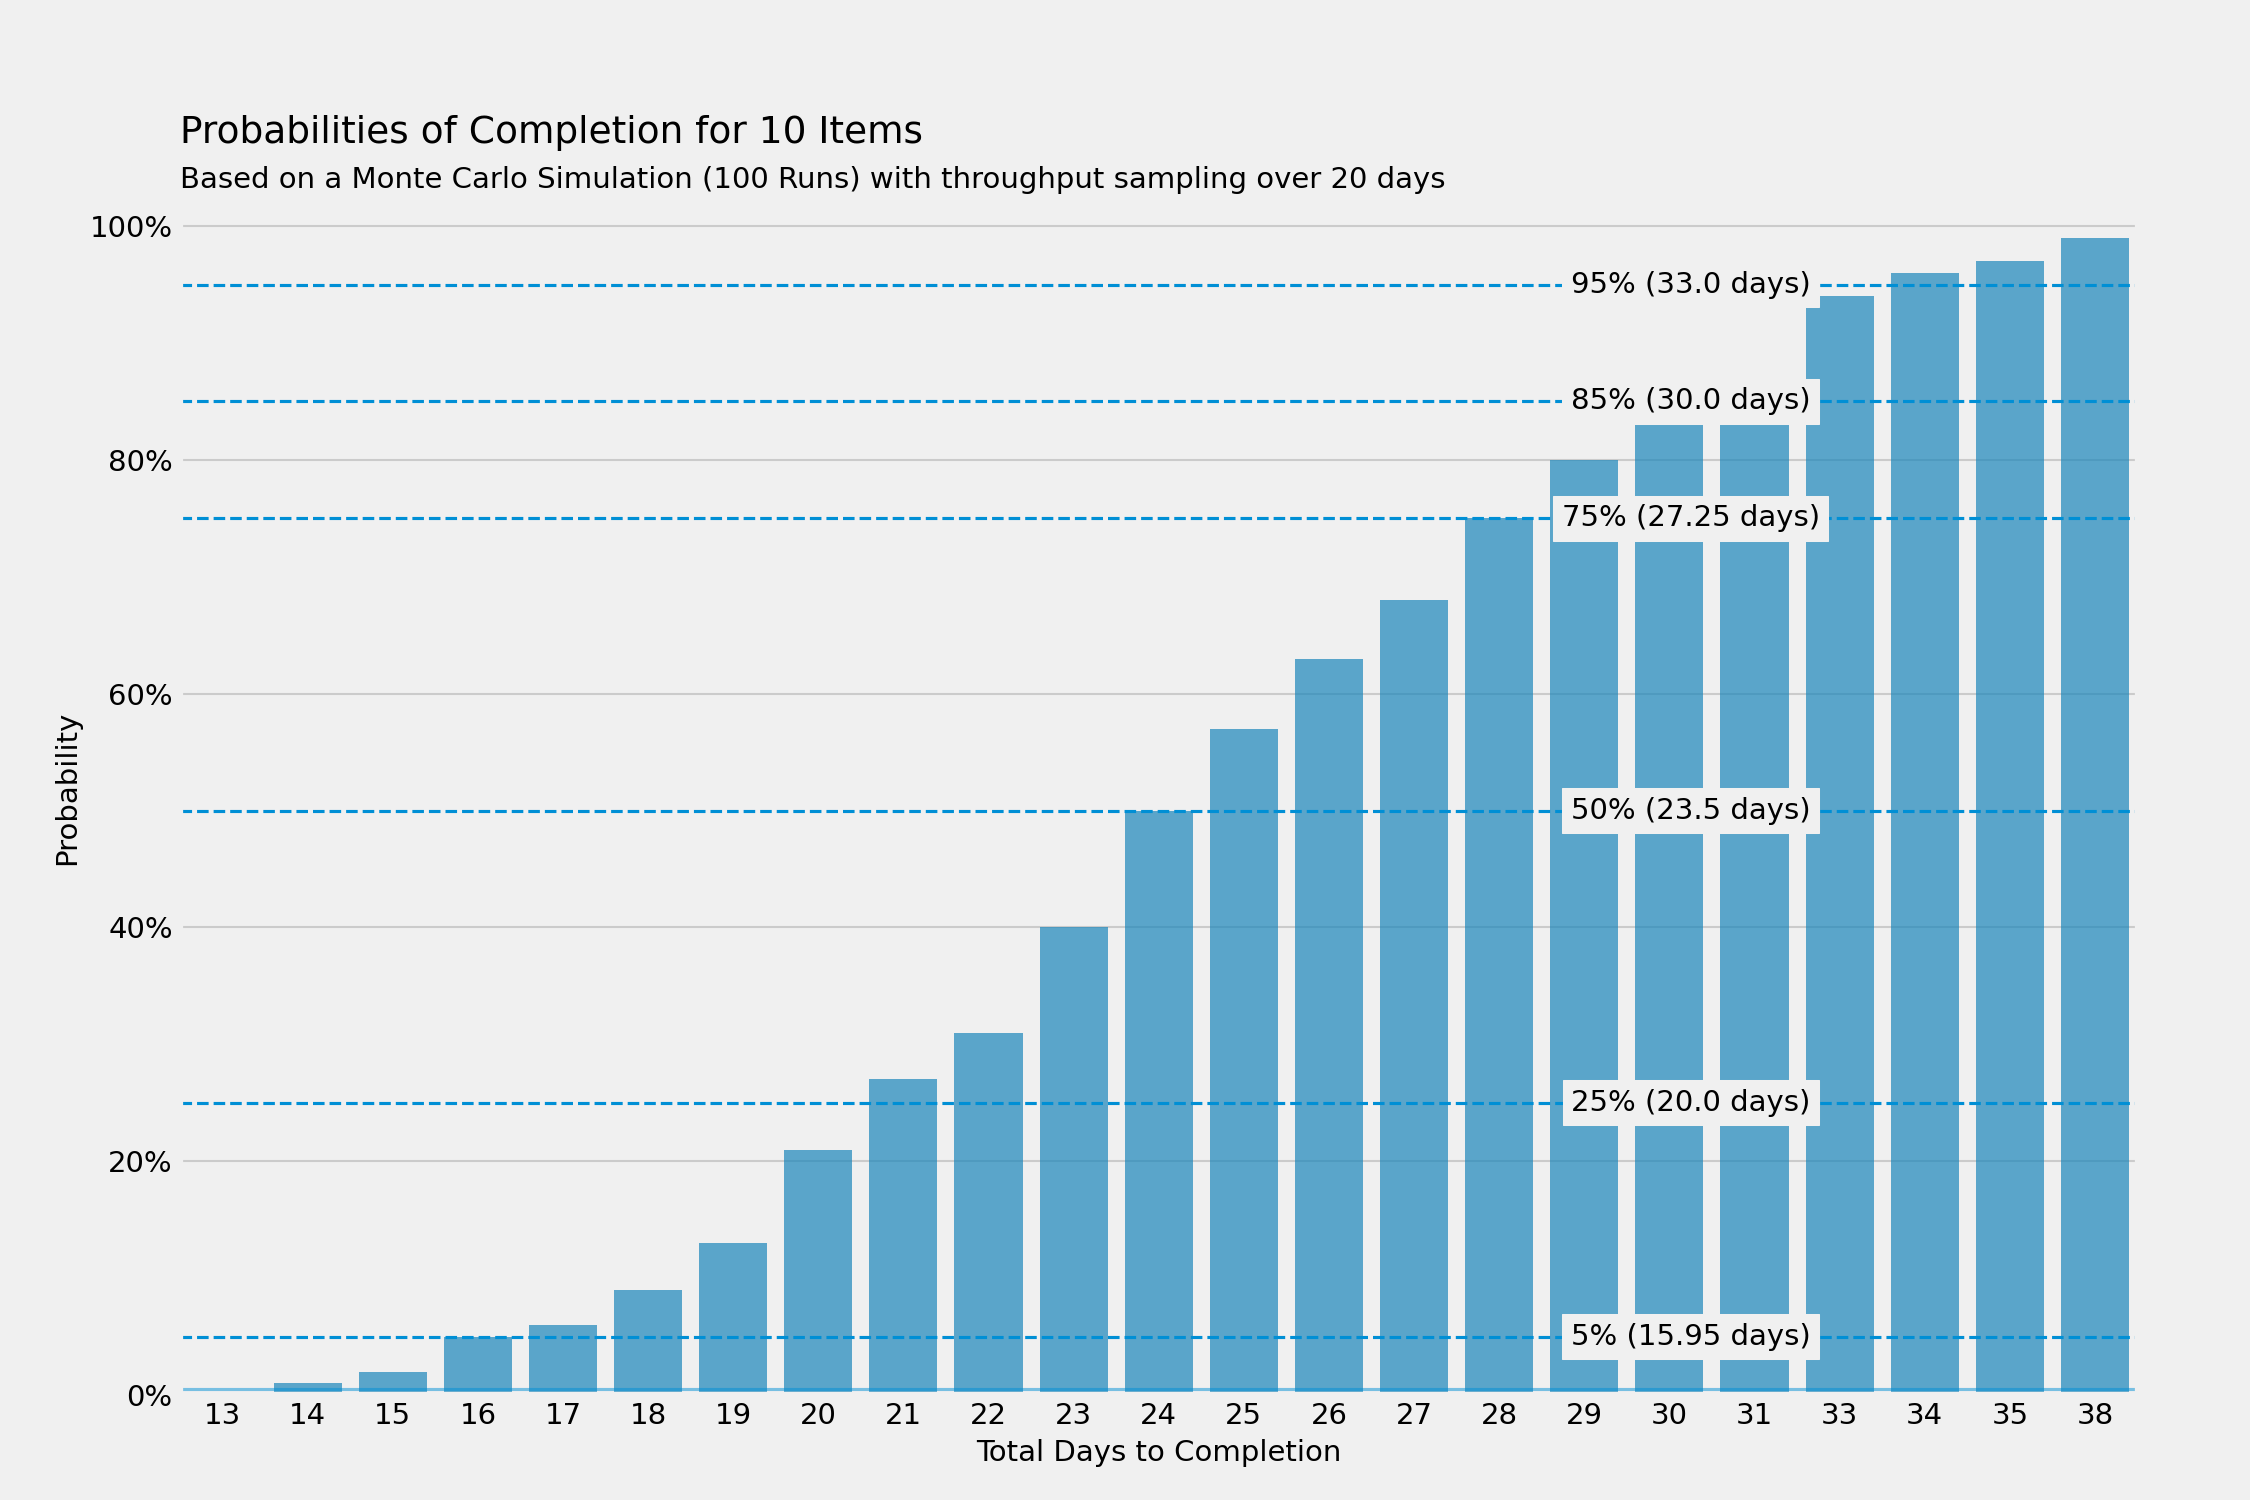 Probabilities of Completion for 10 Items
Based on a Monte Carlo Simulation (100 Runs) with throughput sampling over 20 days
100%
95% (33.0 days)
85% (30.0 days)
80%
75% (27.25 days)
60%
Probability
50% (23.5 days)
40%
25% (20.0 days)
20%
5% (15.95 days)
0%
13 14 15 16 17 18 19 20 21 22 23 24 25 26 27 28 29 30 31 33 34 35 38
Total Days to Completion